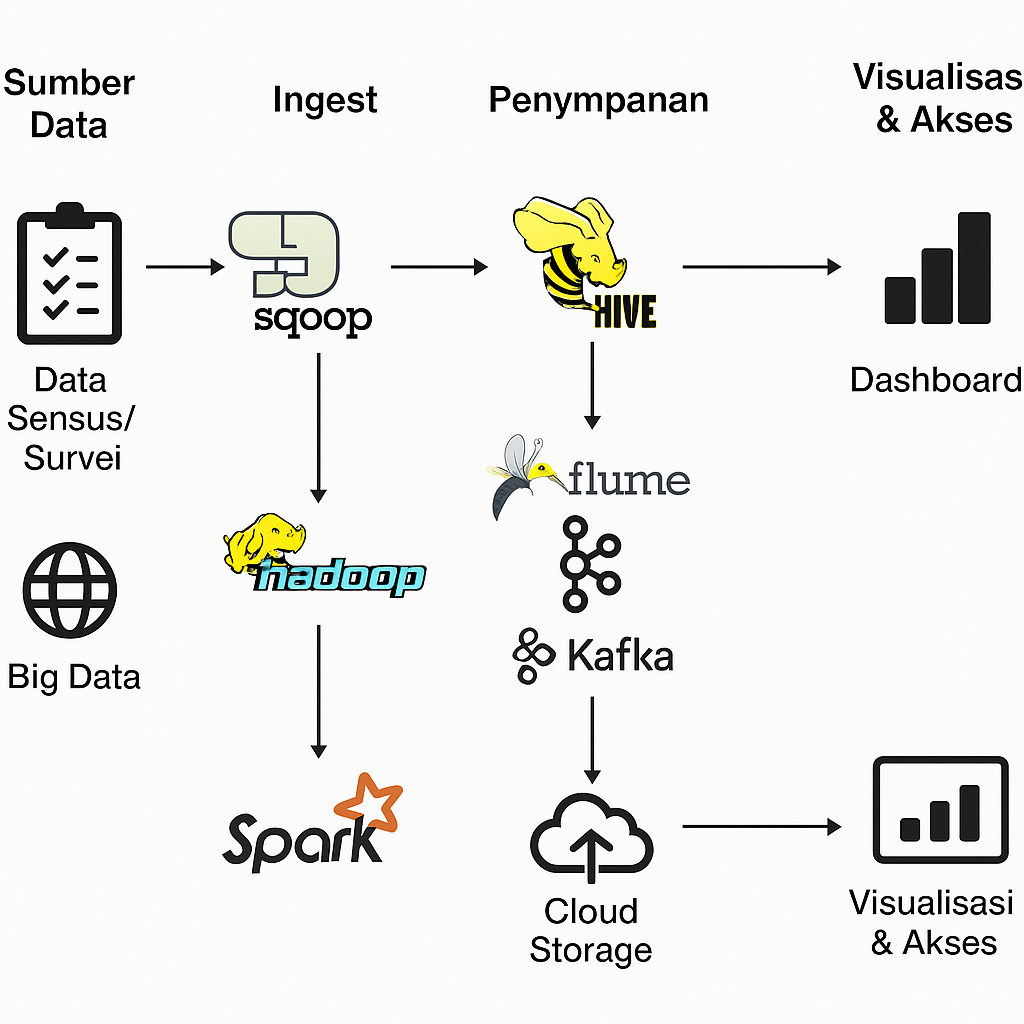 Sumber
Data
Ingest
Penympanan
Visualisas
& Akses
sqoop
HIVE
Data
Sensus/
Survei
Dashboard
flume
hadoop
Kafka
Big Data
Spark
Cloud
Storage
Visualisasi
& Akses